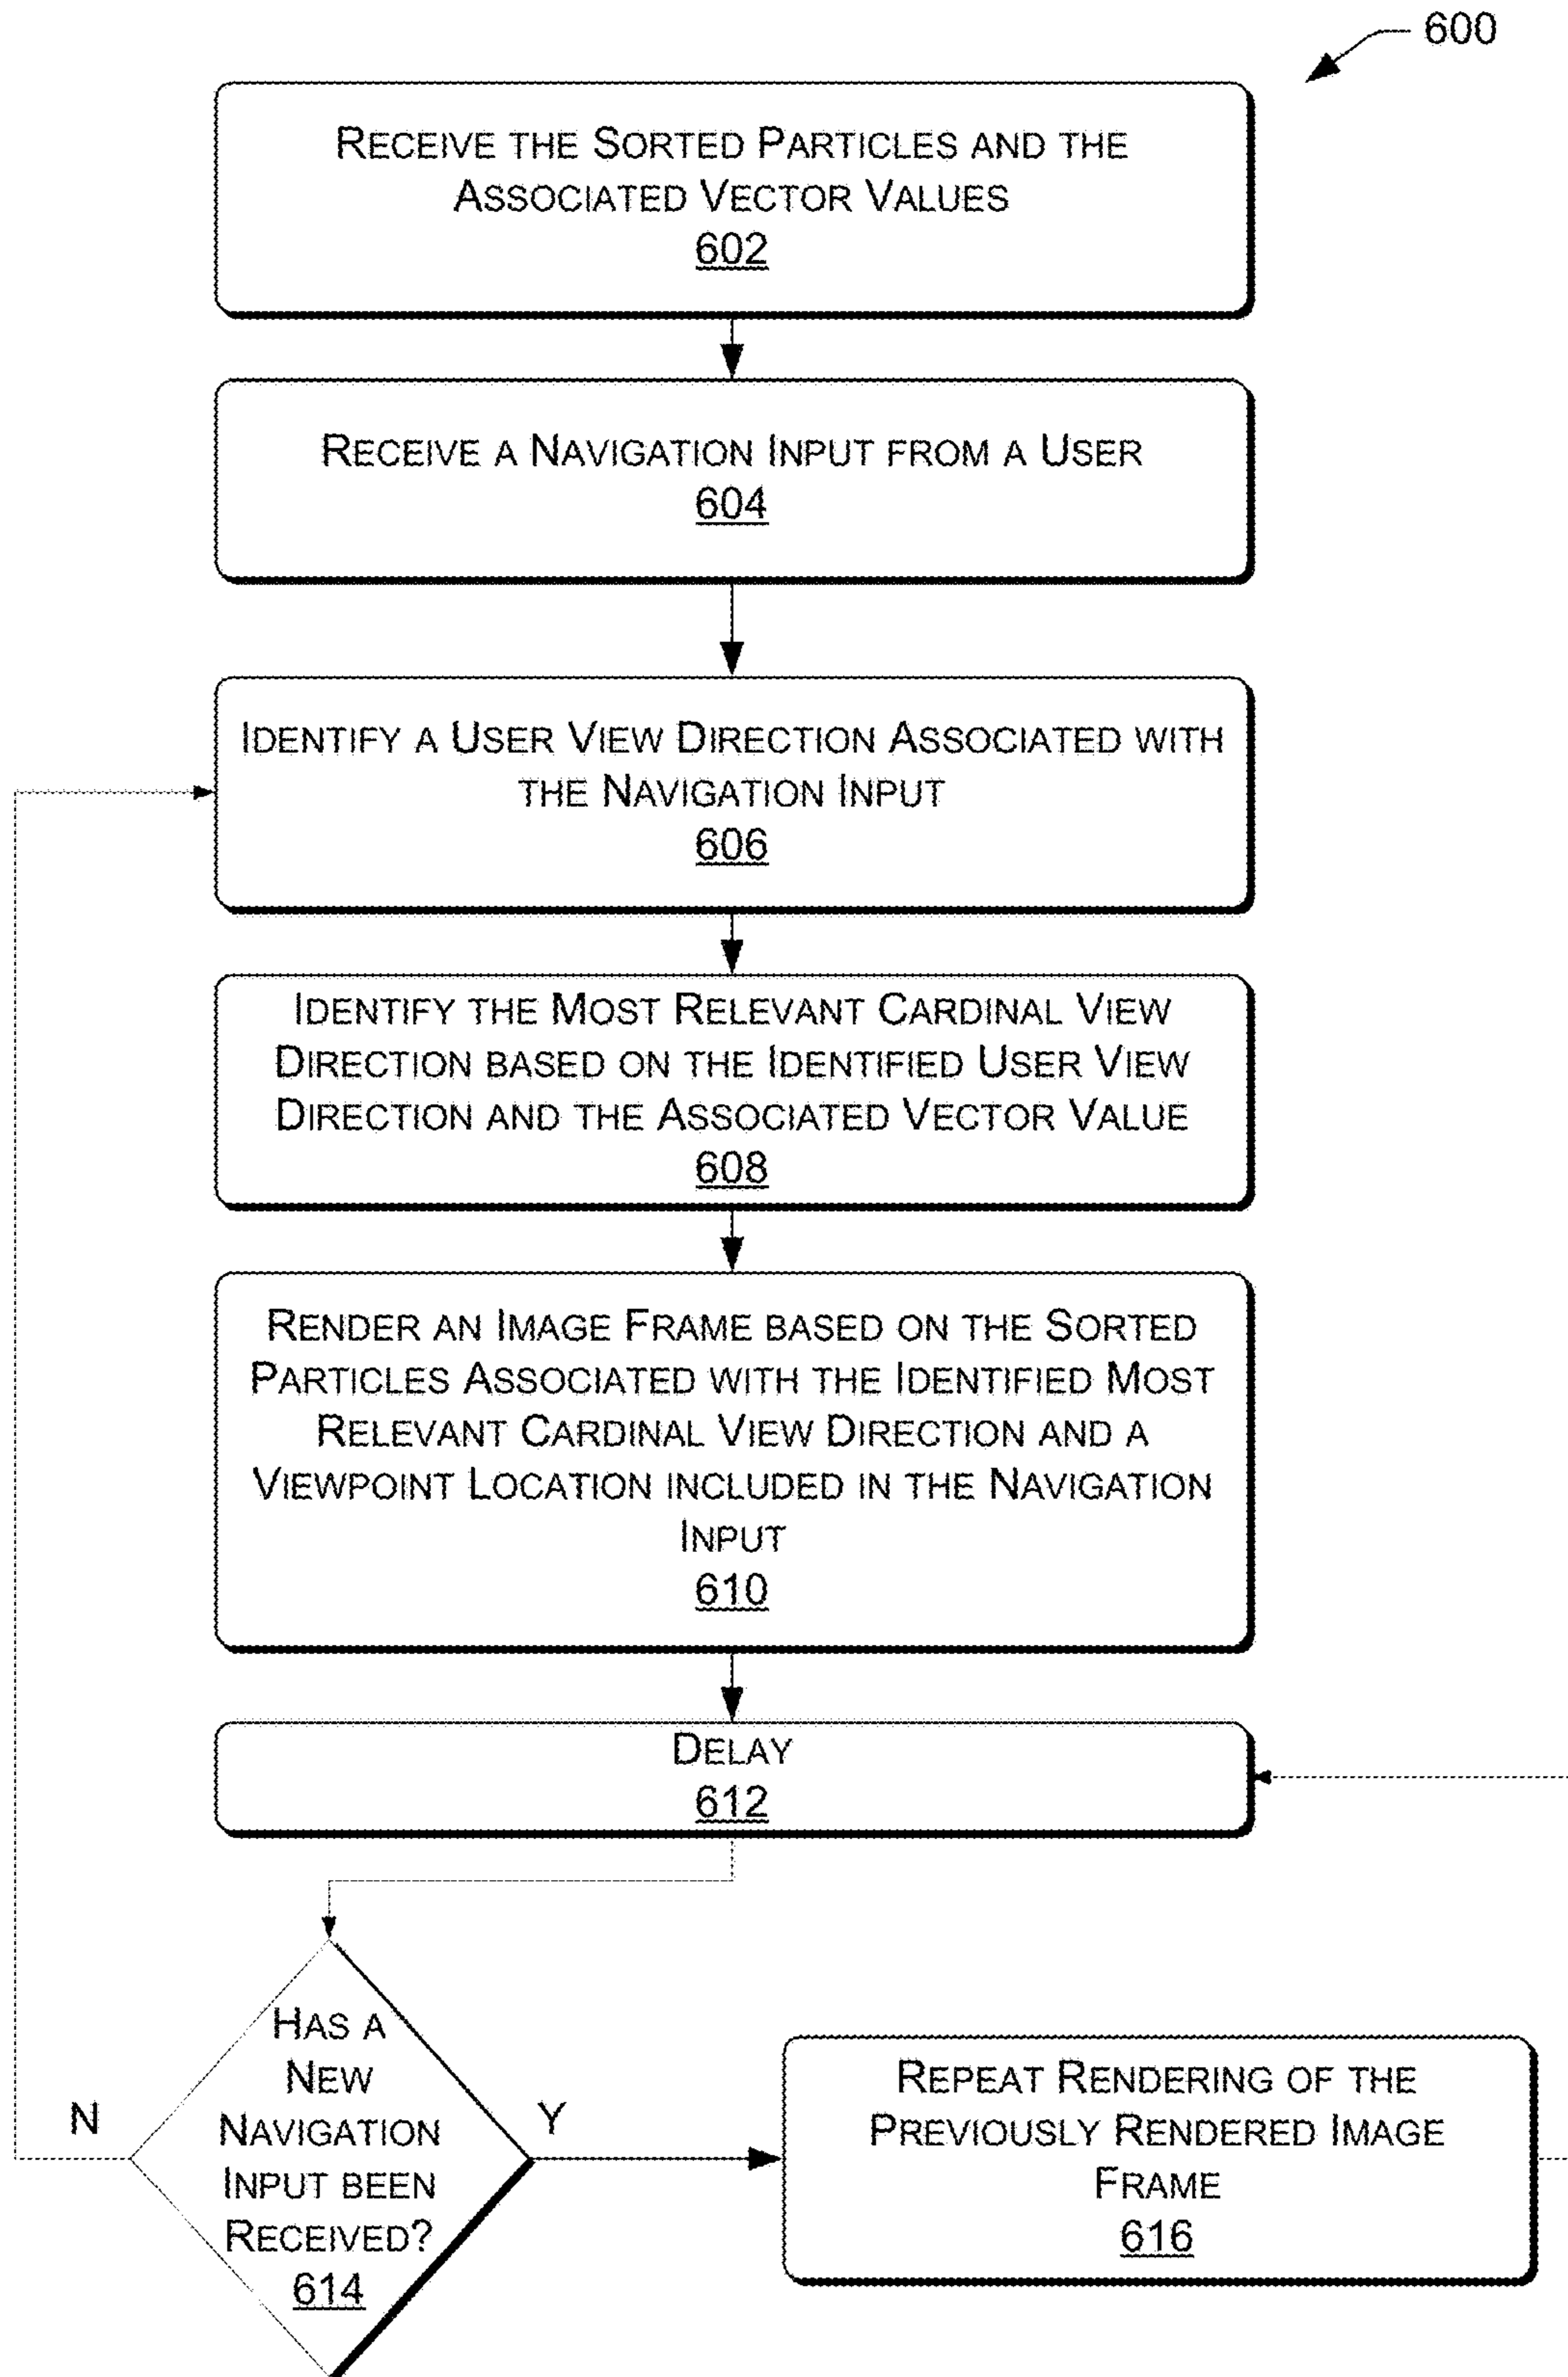 600
RECEIVE THE SORTED PARTICLES AND THE
ASSOCIATED VECTOR VALUES
602
RECEIVE A NAVIGATION INPUT FROM A USER
604
IDENTIFY A USER VIEW DIRECTION ASSOCIATED WITH
THE NAVIGATION INPUT
606
IDENTIFY THE MOST RELEVANT CARDINAL VIEW
DIRECTION BASED ON THE IDENTIFIED USER VIEW
DIRECTION AND THE ASSOCIATED VECTOR VALUE
608
RENDER AN IMAGE FRAME BASED ON THE SORTED
PARTICLES ASSOCIATED WITH THE IDENTIFIED MOST
RELEVANT CARDINAL VIEW DIRECTION AND A
VIEWPOINT LOCATION INCLUDED IN THE NAVIGATION
INPUT
610
DELAY
612
HAS A
NEW
NAVIGATION
INPUT BEEN
RECEIVED?
614
N
Y
REPEAT RENDERING OF THE
PREVIOUSLY RENDERED IMAGE
FRAME
616